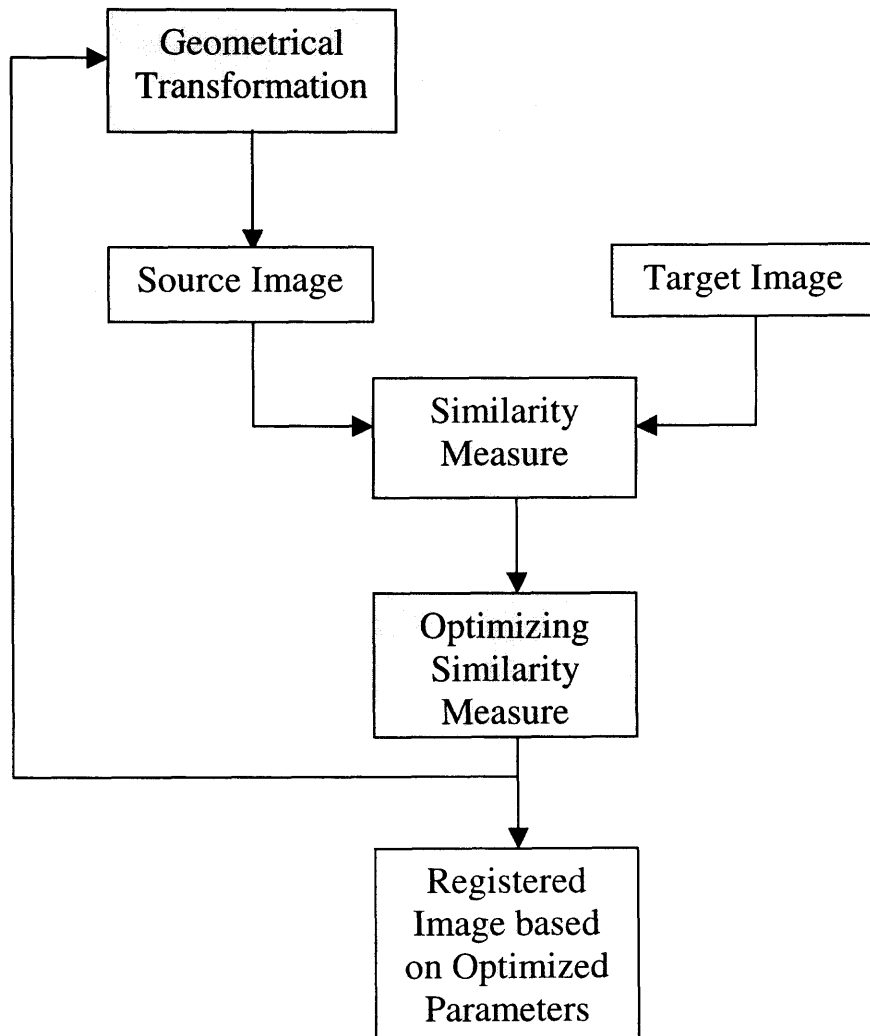 Geometrical
Transformation
Source Image
Target Image
Similarity
Measure
Optimizing
Similarity
Measure
Registered
Image based
on Optimized
Parameters